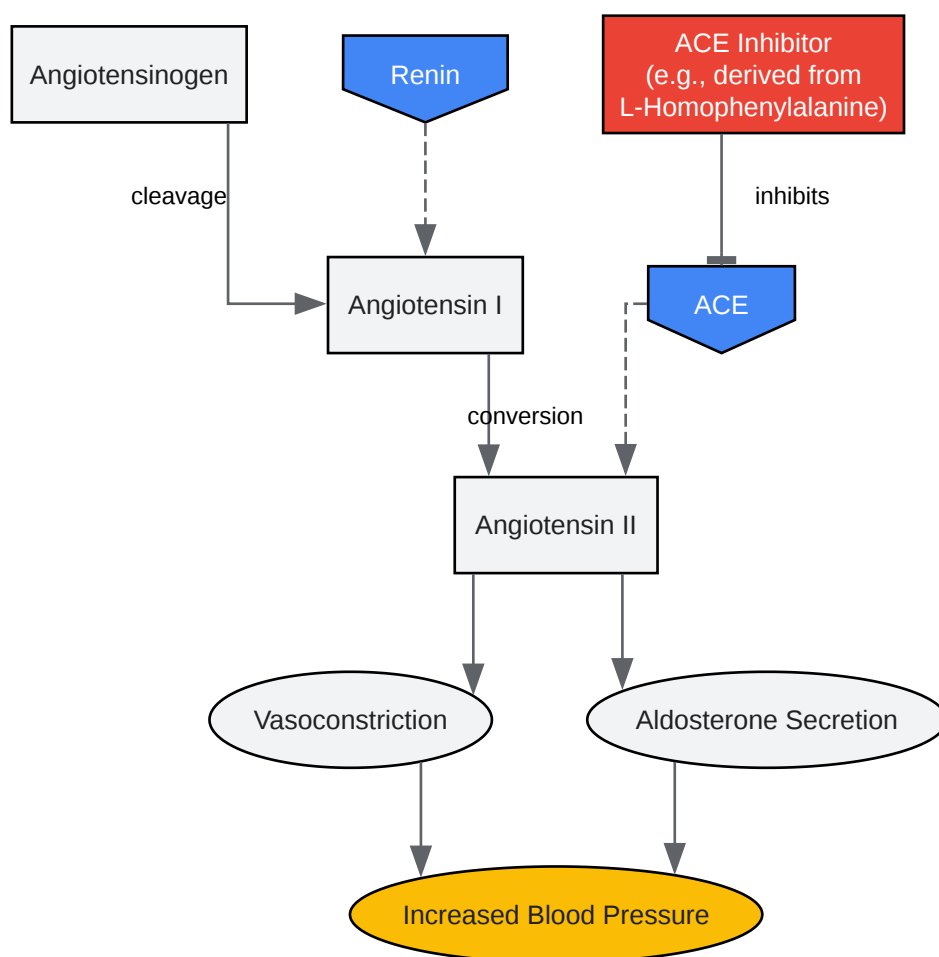 Angiotensinogen
Renin
ACE Inhibitor
(e.g., derived from
L-Homophenylalanine)
cleavage
inhibits
Angiotensin I
ACE
conversion
Angiotensin II
Vasoconstriction
Aldosterone Secretion
Increased Blood Pressure